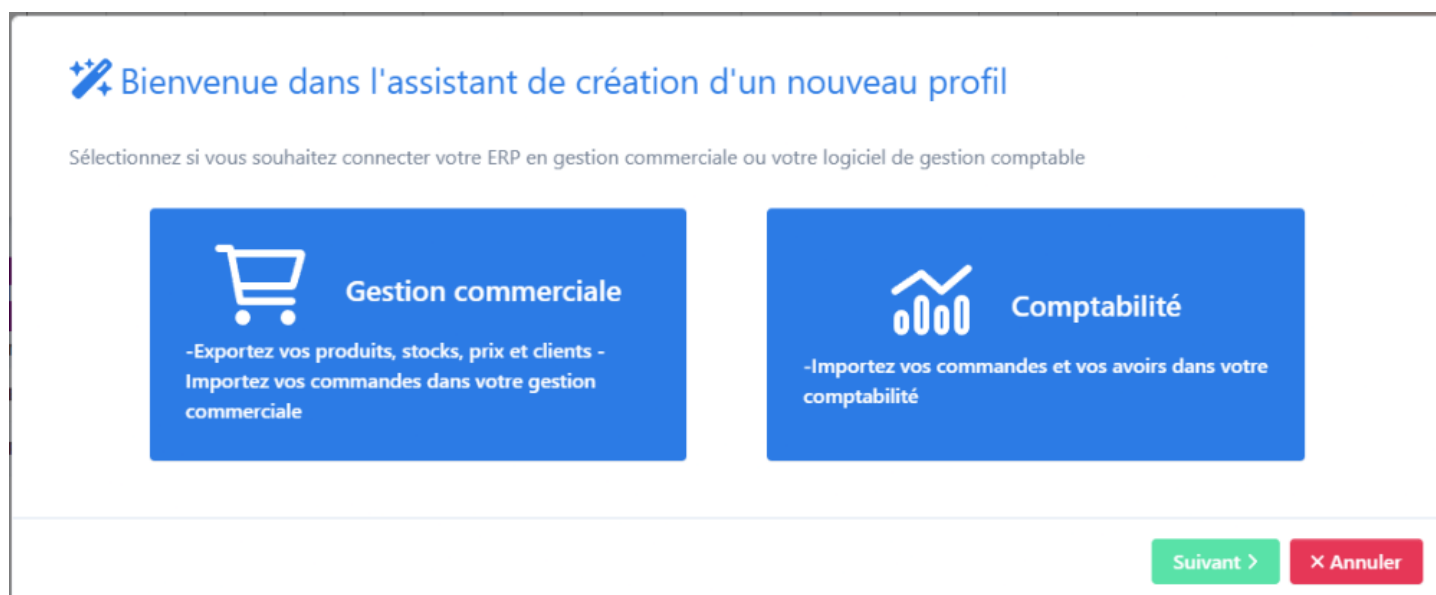 Bienvenue dans l'assistant de création d'un nouveau profil
Sélectionnez si vous souhaitez connecter votre ERP en gestion commerciale ou votre logiciel de gestion comptable
Gestion commerciale
-Exportez vos produits, stocks, prix et clients -
Importez vos commandes dans votre gestion
commerciale
Comptabilité
-Importez vos commandes et vos avoirs dans votre
comptabilité
Suivant >
× Annuler